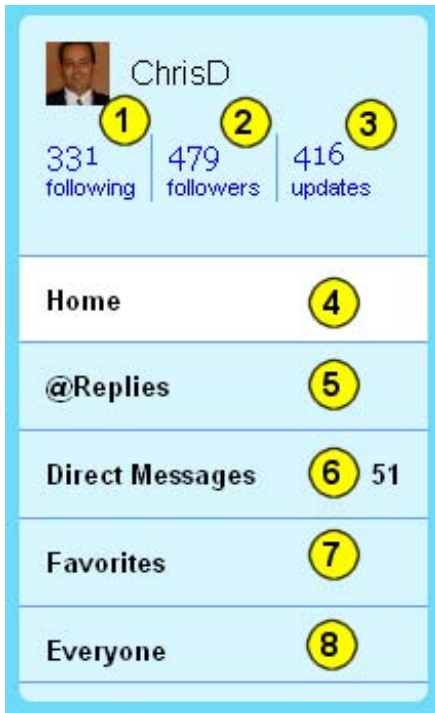 ChrisD
1 2 3
331 479 416
following followers updates
Home 4
@Replies 5
Direct Messages 6 51
Favorites 7
Everyone 8